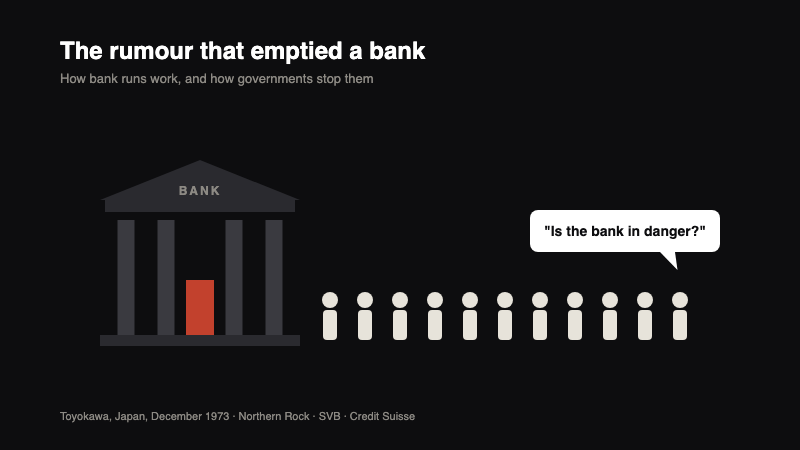 The rumour that emptied a bank
How bank runs work, and how governments stop them
BANK
"Is the bank in danger?"
Toyokawa, Japan, December 1973 · Northern Rock · SVB · Credit Suisse